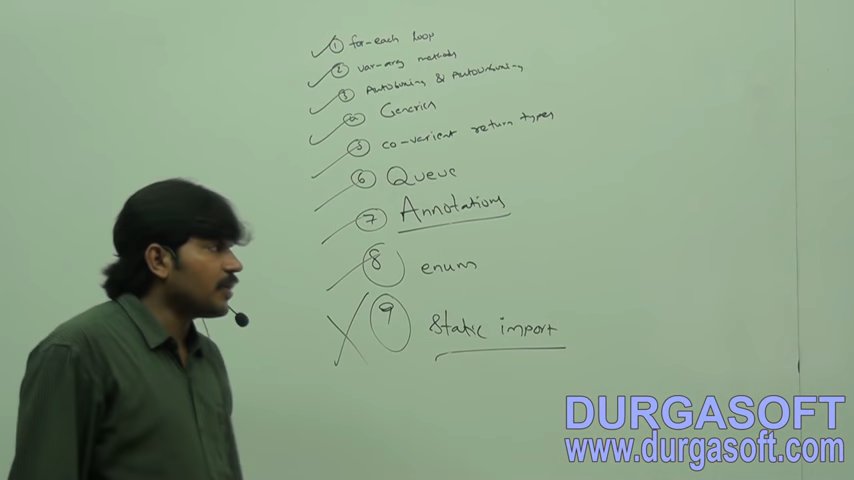 1 for-each loop
2 var-arg methods
3 Autoboxing & Autounboxing
4 Generics
5 co-varient return types
6 Queue
7 Annotations
8 enum
9 Static import
DURGASOFT
www.durgasoft.com